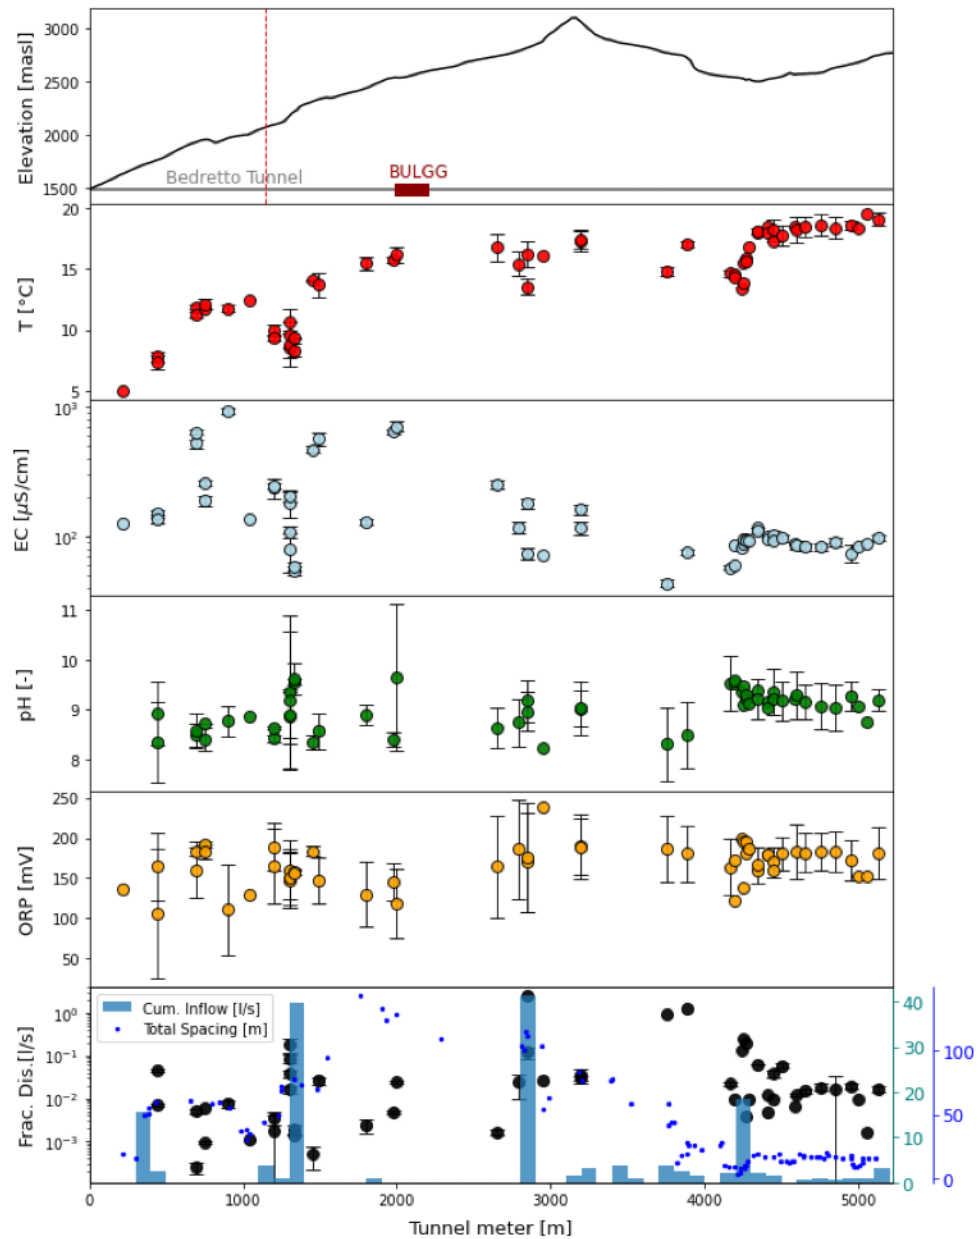 Elevation [masl]
3000
2500
2000
1500
Bedretto Tunnel
BULGG
T [°C]
20
15
10
5
EC [μS/cm]
10³
10²
pH [-]
11
10
9
8
ORP [mV]
250
200
150
100
50
Frac. Dis.[l/s]
10⁰
10⁻¹
10⁻²
10⁻³
Cum. Inflow [l/s]
Total Spacing [m]
40
30
20
10
0
100
50
0
0 1000 2000 3000 4000 5000
Tunnel meter [m]